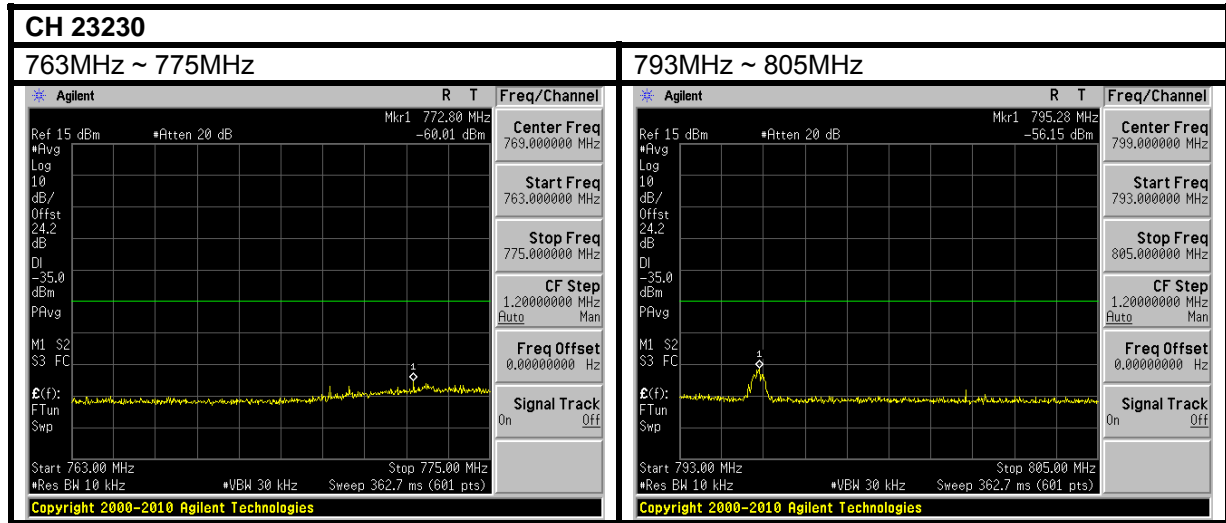 CH 23230
763MHz ~ 775MHz
793MHz ~ 805MHz
Agilent
R T
Freq/Channel
Mkr1 772.80 MHz
Ref 15 dBm
#Atten 20 dB
-60.01 dBm
#Avg
Log
10
dB/
Offst
24.2
dB
DI
-35.0
dBm
PAvg
M1 S2
S3 FC
£(f):
FTun
Swp
1
Start 763.00 MHz
Stop 775.00 MHz
#Res BW 10 kHz
#VBW 30 kHz
Sweep 362.7 ms (601 pts)
Copyright 2000-2010 Agilent Technologies
Center Freq
769.000000 MHz
Start Freq
763.000000 MHz
Stop Freq
775.000000 MHz
CF Step
1.20000000 MHz
Auto Man
Freq Offset
0.00000000 Hz
Signal Track
On Off
Agilent
R T
Freq/Channel
Mkr1 795.28 MHz
Ref 15 dBm
#Atten 20 dB
-56.15 dBm
#Avg
Log
10
dB/
Offst
24.2
dB
DI
-35.0
dBm
PAvg
M1 S2
S3 FC
£(f):
FTun
Swp
1
Start 793.00 MHz
Stop 805.00 MHz
#Res BW 10 kHz
#VBW 30 kHz
Sweep 362.7 ms (601 pts)
Copyright 2000-2010 Agilent Technologies
Center Freq
799.000000 MHz
Start Freq
793.000000 MHz
Stop Freq
805.000000 MHz
CF Step
1.20000000 MHz
Auto Man
Freq Offset
0.00000000 Hz
Signal Track
On Off